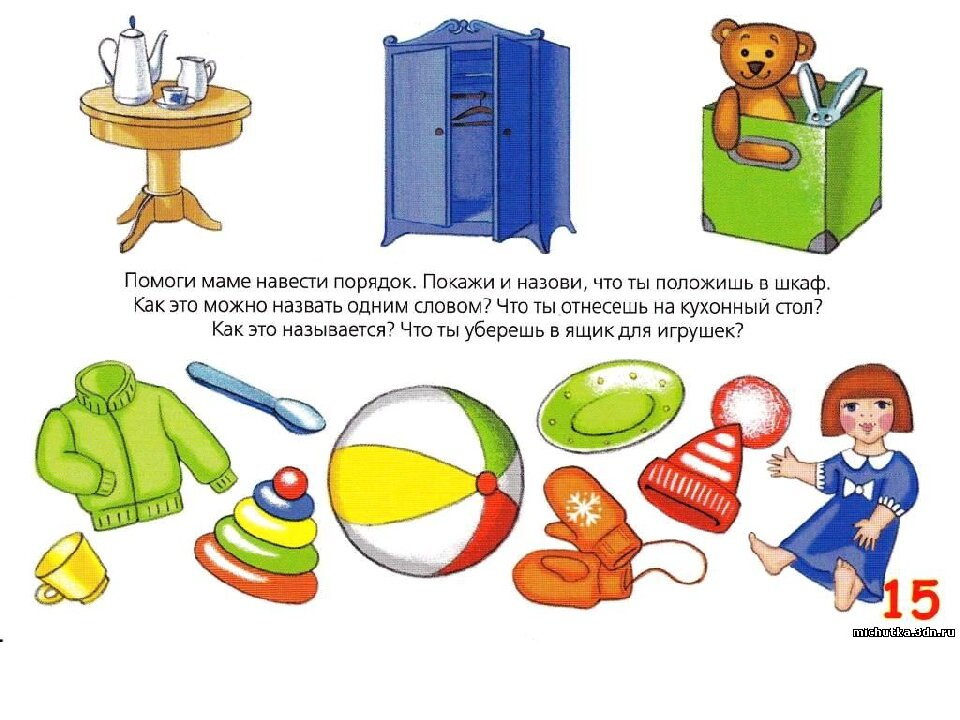 Помоги маме навести порядок. Покажи и назови, что ты положишь в шкаф.
Как это можно назвать одним словом? Что ты отнесешь на кухонный стол?
Как это называется? Что ты уберешь в ящик для игрушек?
15
michutka.3dn.ru